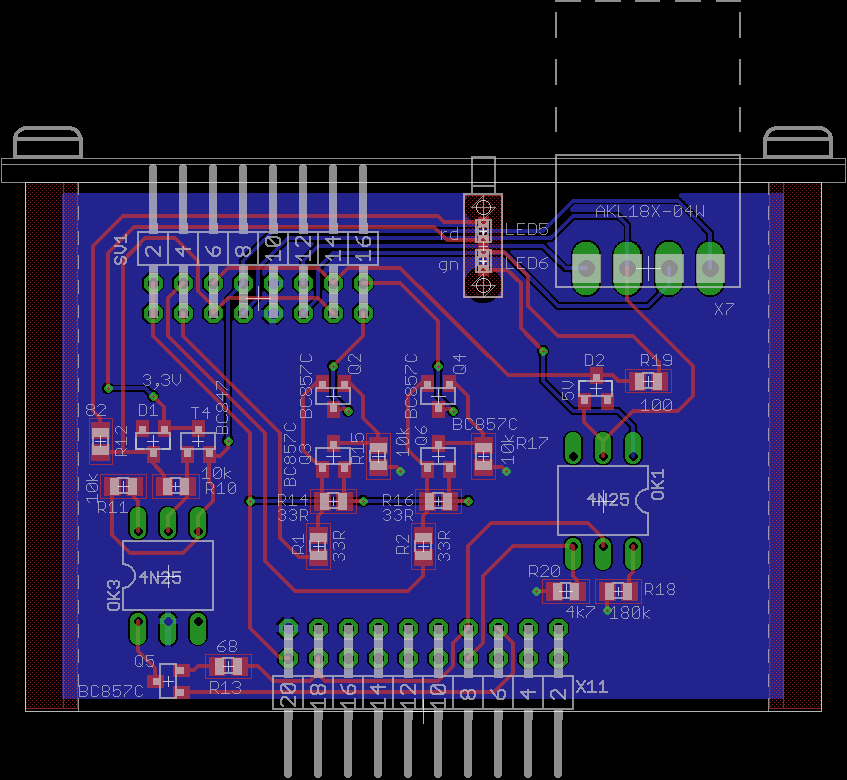 AKL18X-04W
LED5
rd
SV1
2
4
6
8
10
12
14
16
gn
LED6
X7
BC857C
Q2
BC857C
Q4
D2
R19
3,3V
5V
82
D1
T4
BC847
100
R12
BC857C
Q3
R15
10k
Q6
BC857C
10k
R17
10k
R11
10k
R10
R14
33R
R16
33R
4N25
OK1
R1
33R
R2
33R
4N25
OK3
R20
4k7
R18
180k
Q5
68
R13
BC857C
20
18
16
14
12
10
8
6
4
2
X11